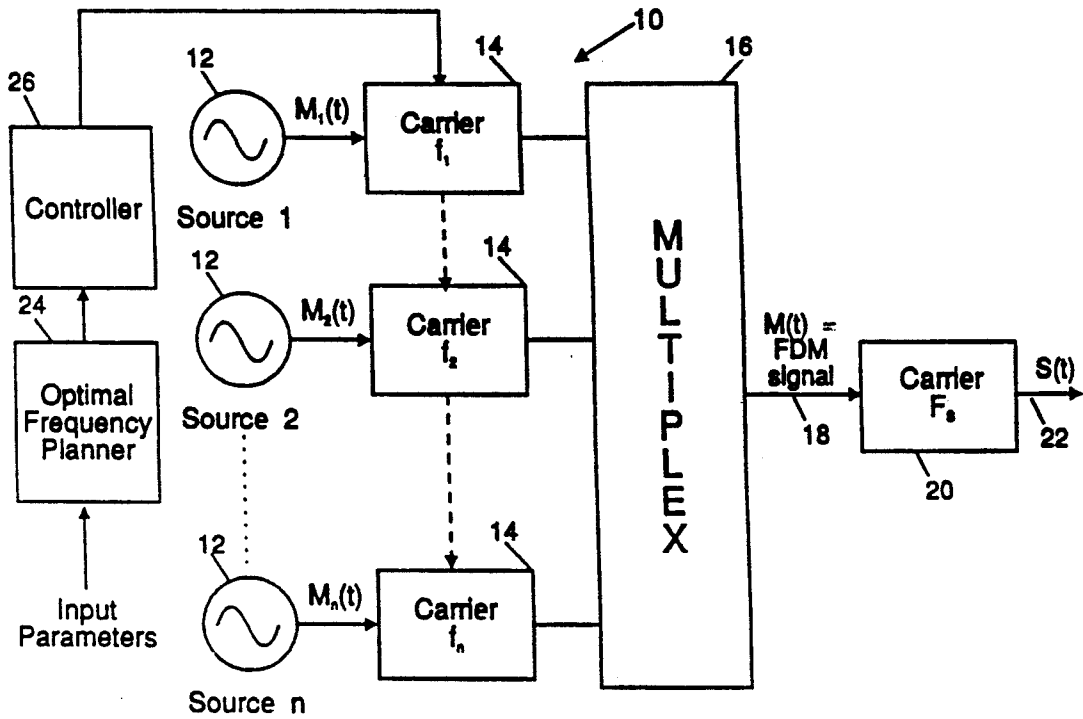 10
26
12
14
16
M₁(t)
Carrier
f₁
Controller
Source 1
12
14
24
M₂(t)
Carrier
f₂
MULTIPLEX
M(t) =
FDM
signal
18
Carrier
Fₛ
20
S(t)
22
Optimal
Frequency
Planner
Source 2
12
14
Mₙ(t)
Carrier
fₙ
Input
Parameters
Source n